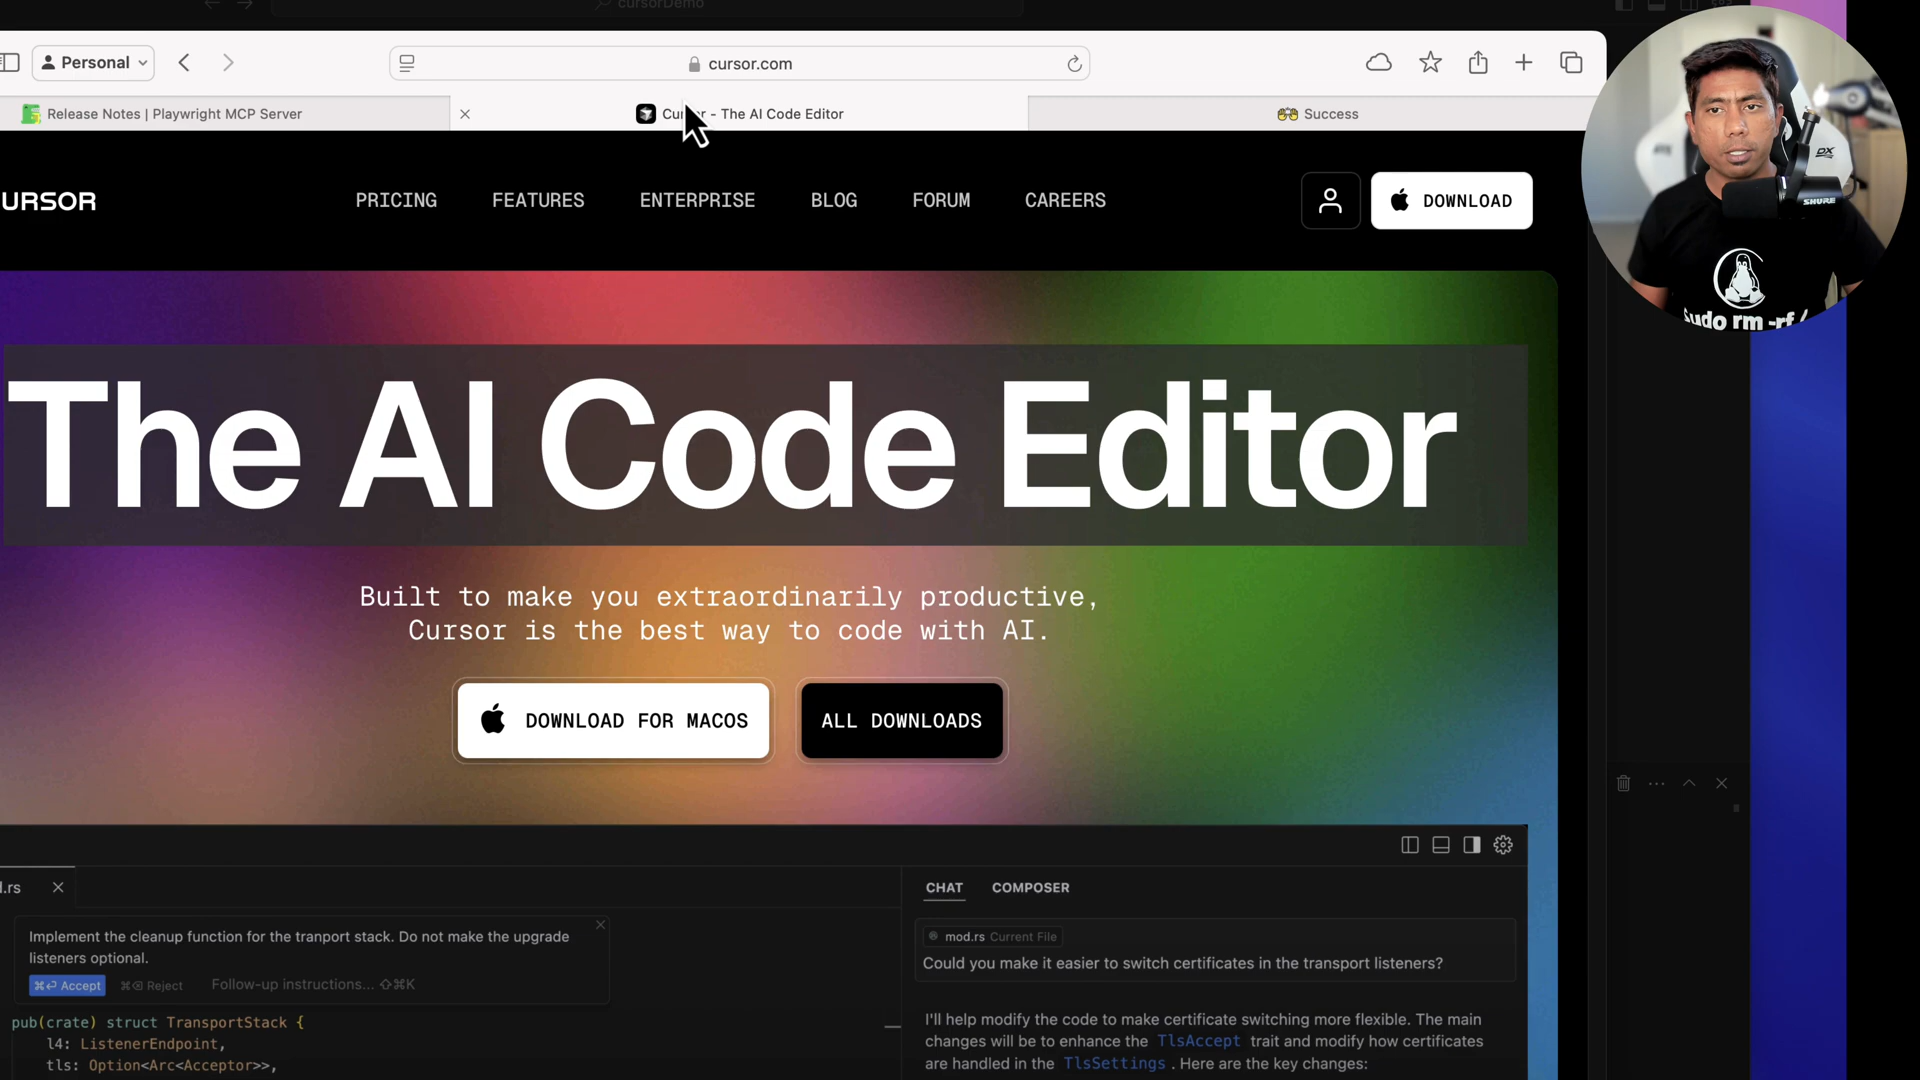 cursorDemo
Personal
cursor.com
Release Notes | Playwright MCP Server
Cursor - The AI Code Editor
Success
URSOR
PRICING
FEATURES
ENTERPRISE
BLOG
FORUM
CAREERS
DOWNLOAD
DX
SHURE
sudo rm -rf /
The AI Code Editor
Built to make you extraordinarily productive,
Cursor is the best way to code with AI.
DOWNLOAD FOR MACOS
ALL DOWNLOADS
d.rs
CHAT
COMPOSER
Implement the cleanup function for the tranport stack. Do not make the upgrade
listeners optional.
⌘⏎ Accept
⌘⌫ Reject
Follow-up instructions... ⇧⌘K
mod.rs Current File
Could you make it easier to switch certificates in the transport listeners?
pub(crate) struct TransportStack {
l4: ListenerEndpoint,
tls: Option<Arc<Acceptor>>,
I'll help modify the code to make certificate switching more flexible. The main
changes will be to enhance the TlsAccept trait and modify how certificates
are handled in the TlsSettings . Here are the key changes: